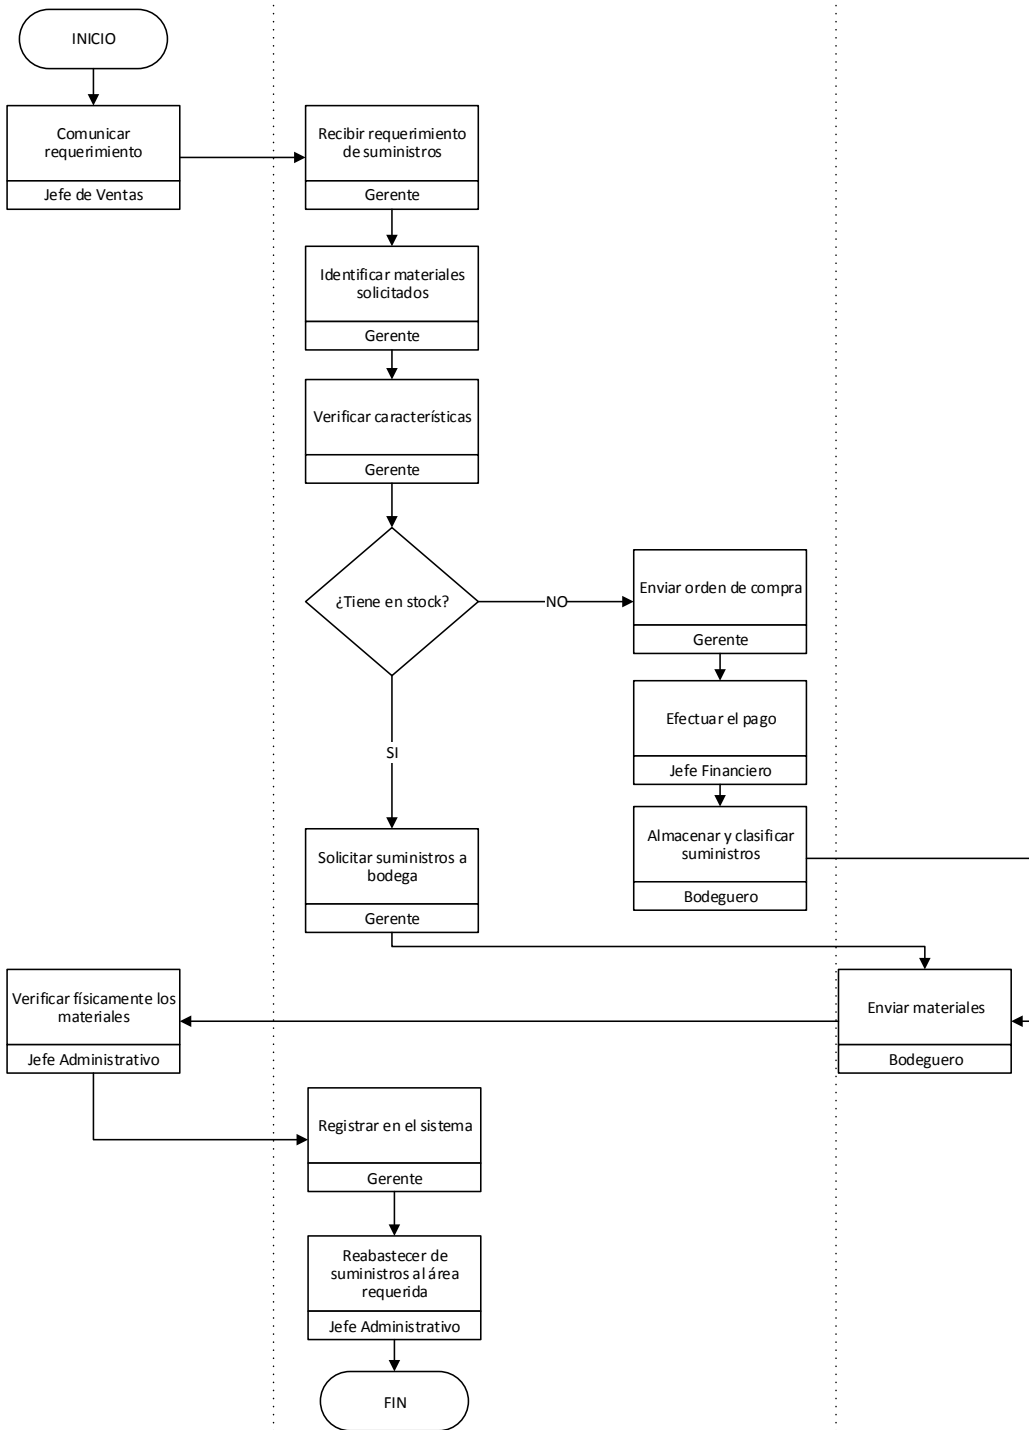 INICIO
Comunicar
requerimiento
Jefe de Ventas
Recibir requerimiento
de suministros
Gerente
Identificar materiales
solicitados
Gerente
Verificar característícas
Gerente
¿Tiene en stock?
NO
Enviar orden de compra
Gerente
Efectuar el pago
Jefe Financiero
SI
Almacenar y clasificar
suministros
Bodeguero
Solicitar suministros a
bodega
Gerente
Verificar físicamente los
materiales
Jefe Administrativo
Enviar materiales
Bodeguero
Registrar en el sistema
Gerente
Reabastecer de
suministros al área
requerida
Jefe Administrativo
FIN